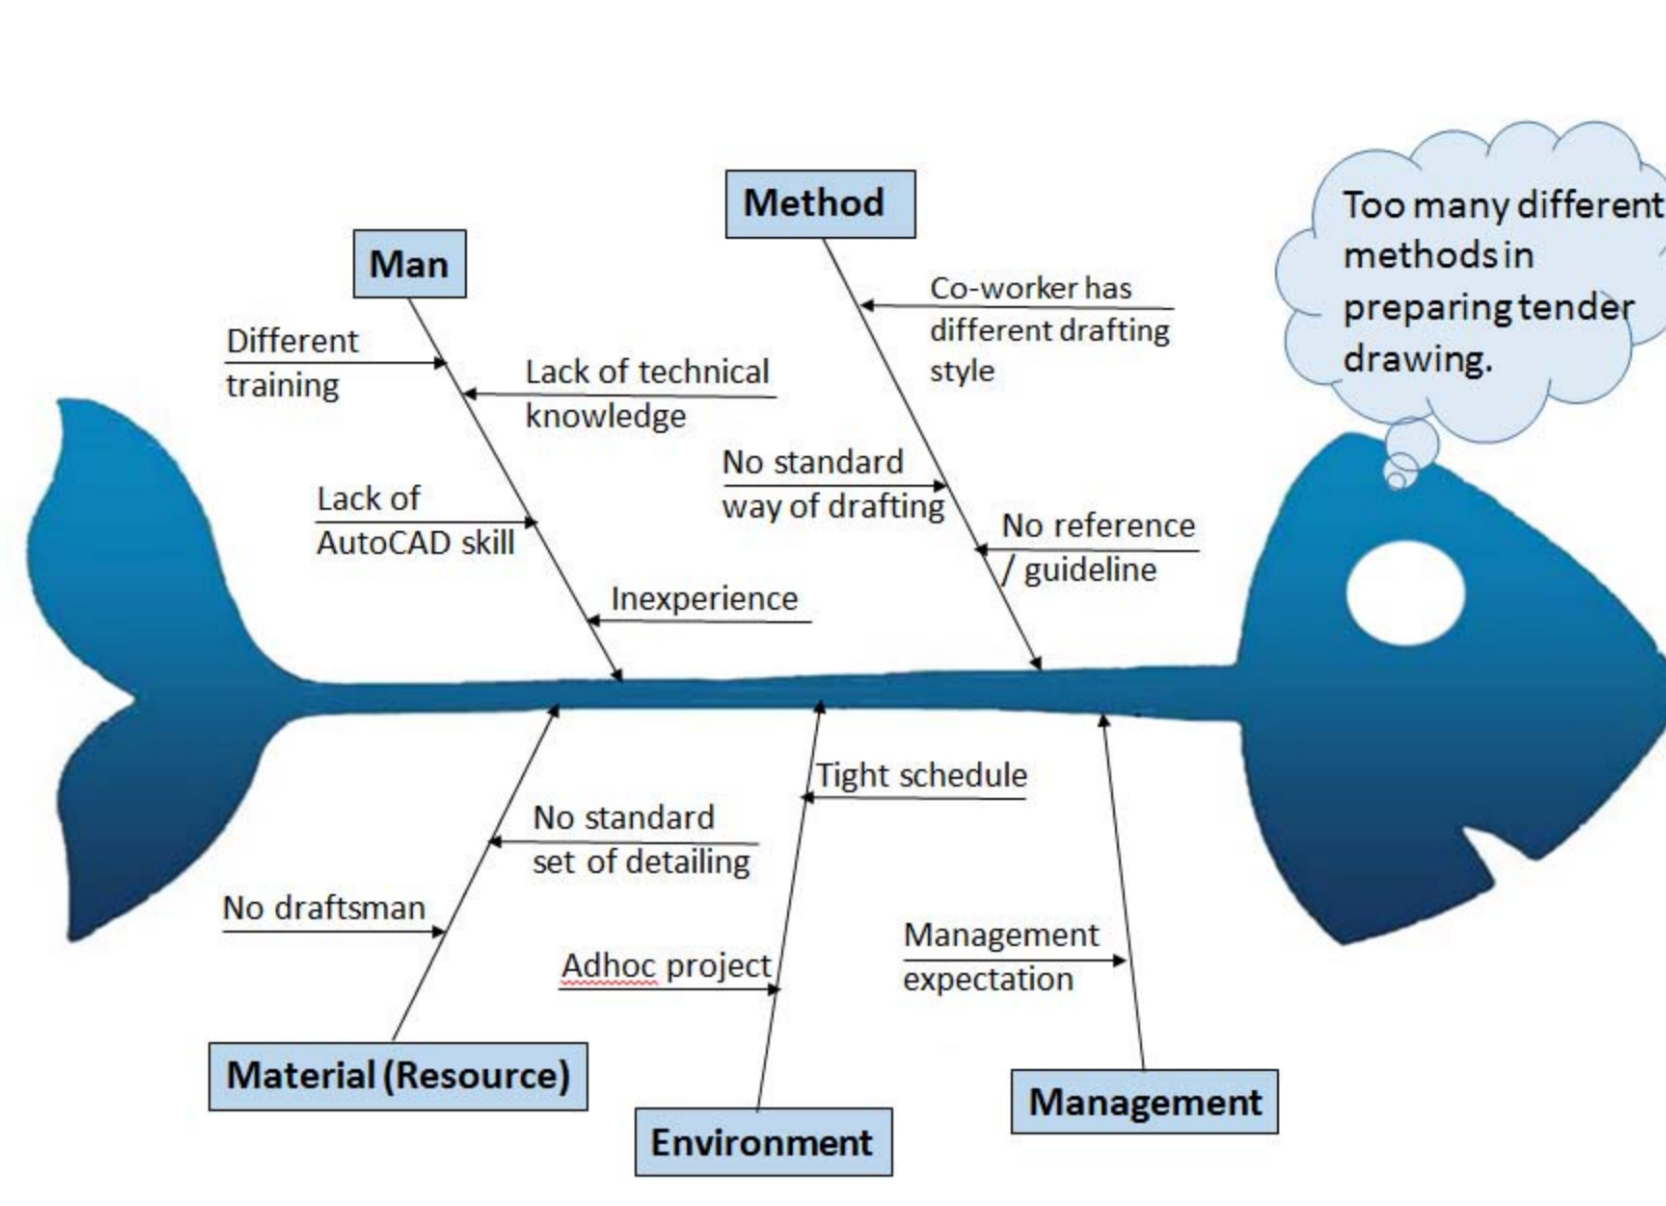 Method
Too many different
methods in
preparing tender
drawing.
Man
Co-worker has
different drafting
style
Different
training
Lack of technical
knowledge
No standard
way of drafting
Lack of
AutoCAD skill
No reference
/ guideline
Inexperience
Tight schedule
No standard
set of detailing
No draftsman
Adhoc project
Management
expectation
Material (Resource)
Environment
Management